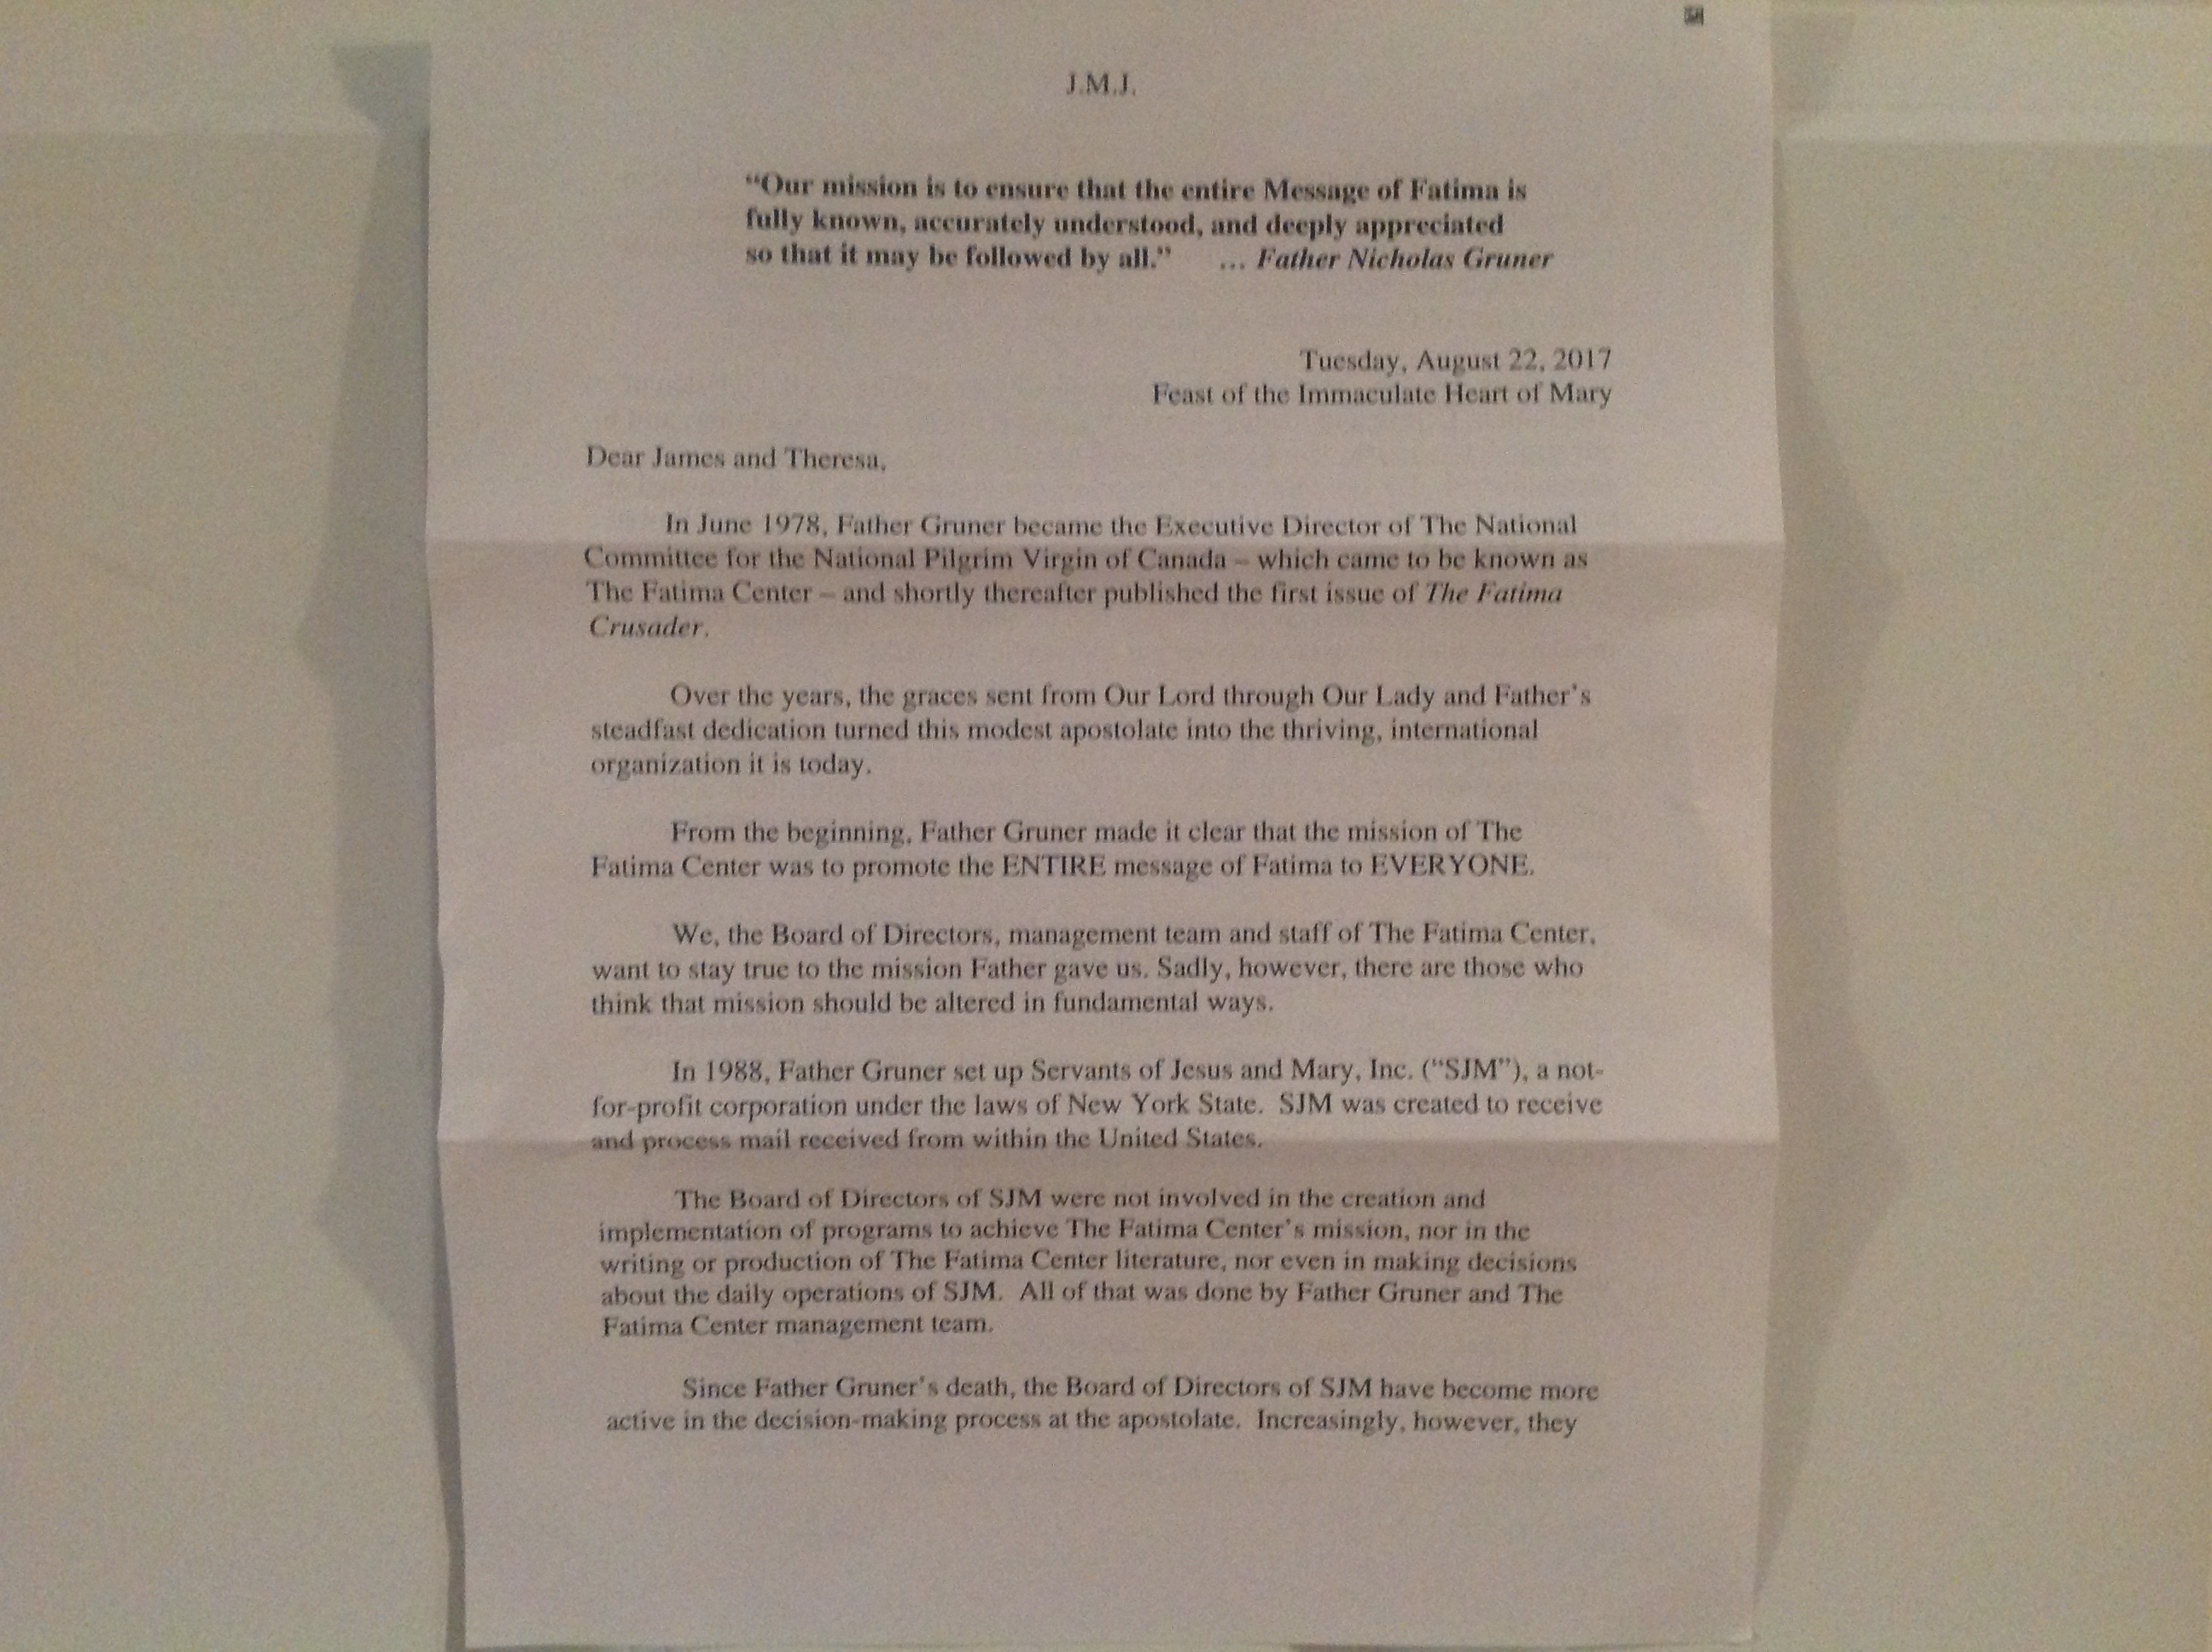 J.M.J.
“Our mission is to ensure that the entire Message of Fatima is
fully known, accurately understood, and deeply appreciated
so that it may be followed by all.” ... Father Nicholas Gruner
Tuesday, August 22, 2017
Feast of the Immaculate Heart of Mary
Dear James and Theresa,
In June 1978, Father Gruner became the Executive Director of The National
Committee for the National Pilgrim Virgin of Canada – which came to be known as
The Fatima Center – and shortly thereafter published the first issue of The Fatima
Crusader.
Over the years, the graces sent from Our Lord through Our Lady and Father’s
steadfast dedication turned this modest apostolate into the thriving, international
organization it is today.
From the beginning, Father Gruner made it clear that the mission of The
Fatima Center was to promote the ENTIRE message of Fatima to EVERYONE.
We, the Board of Directors, management team and staff of The Fatima Center,
want to stay true to the mission Father gave us. Sadly, however, there are those who
think that mission should be altered in fundamental ways.
In 1988, Father Gruner set up Servants of Jesus and Mary, Inc. (“SJM”), a not-
for-profit corporation under the laws of New York State. SJM was created to receive
and process mail received from within the United States.
The Board of Directors of SJM were not involved in the creation and
implementation of programs to achieve The Fatima Center’s mission, nor in the
writing or production of The Fatima Center literature, nor even in making decisions
about the daily operations of SJM. All of that was done by Father Gruner and The
Fatima Center management team.
Since Father Gruner’s death, the Board of Directors of SJM have become more
active in the decision-making process at the apostolate. Increasingly, however, they